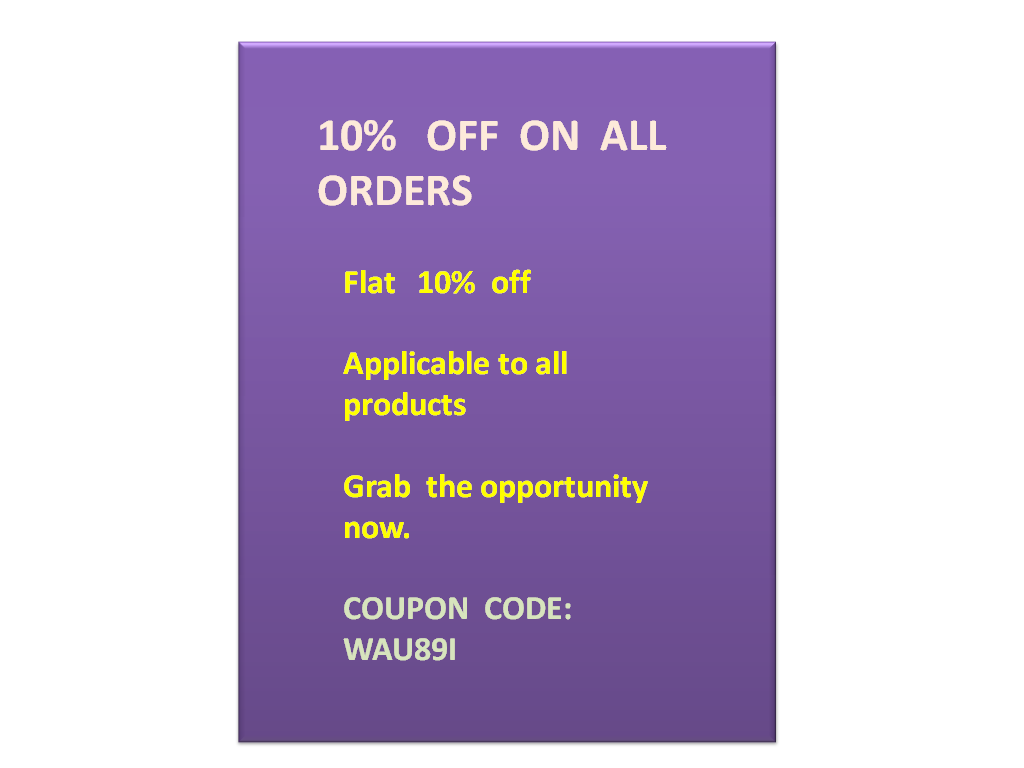 10% OFF ON ALL
ORDERS
Flat 10% off
Applicable to all
products
Grab the opportunity
now.
COUPON CODE:
WAU89I